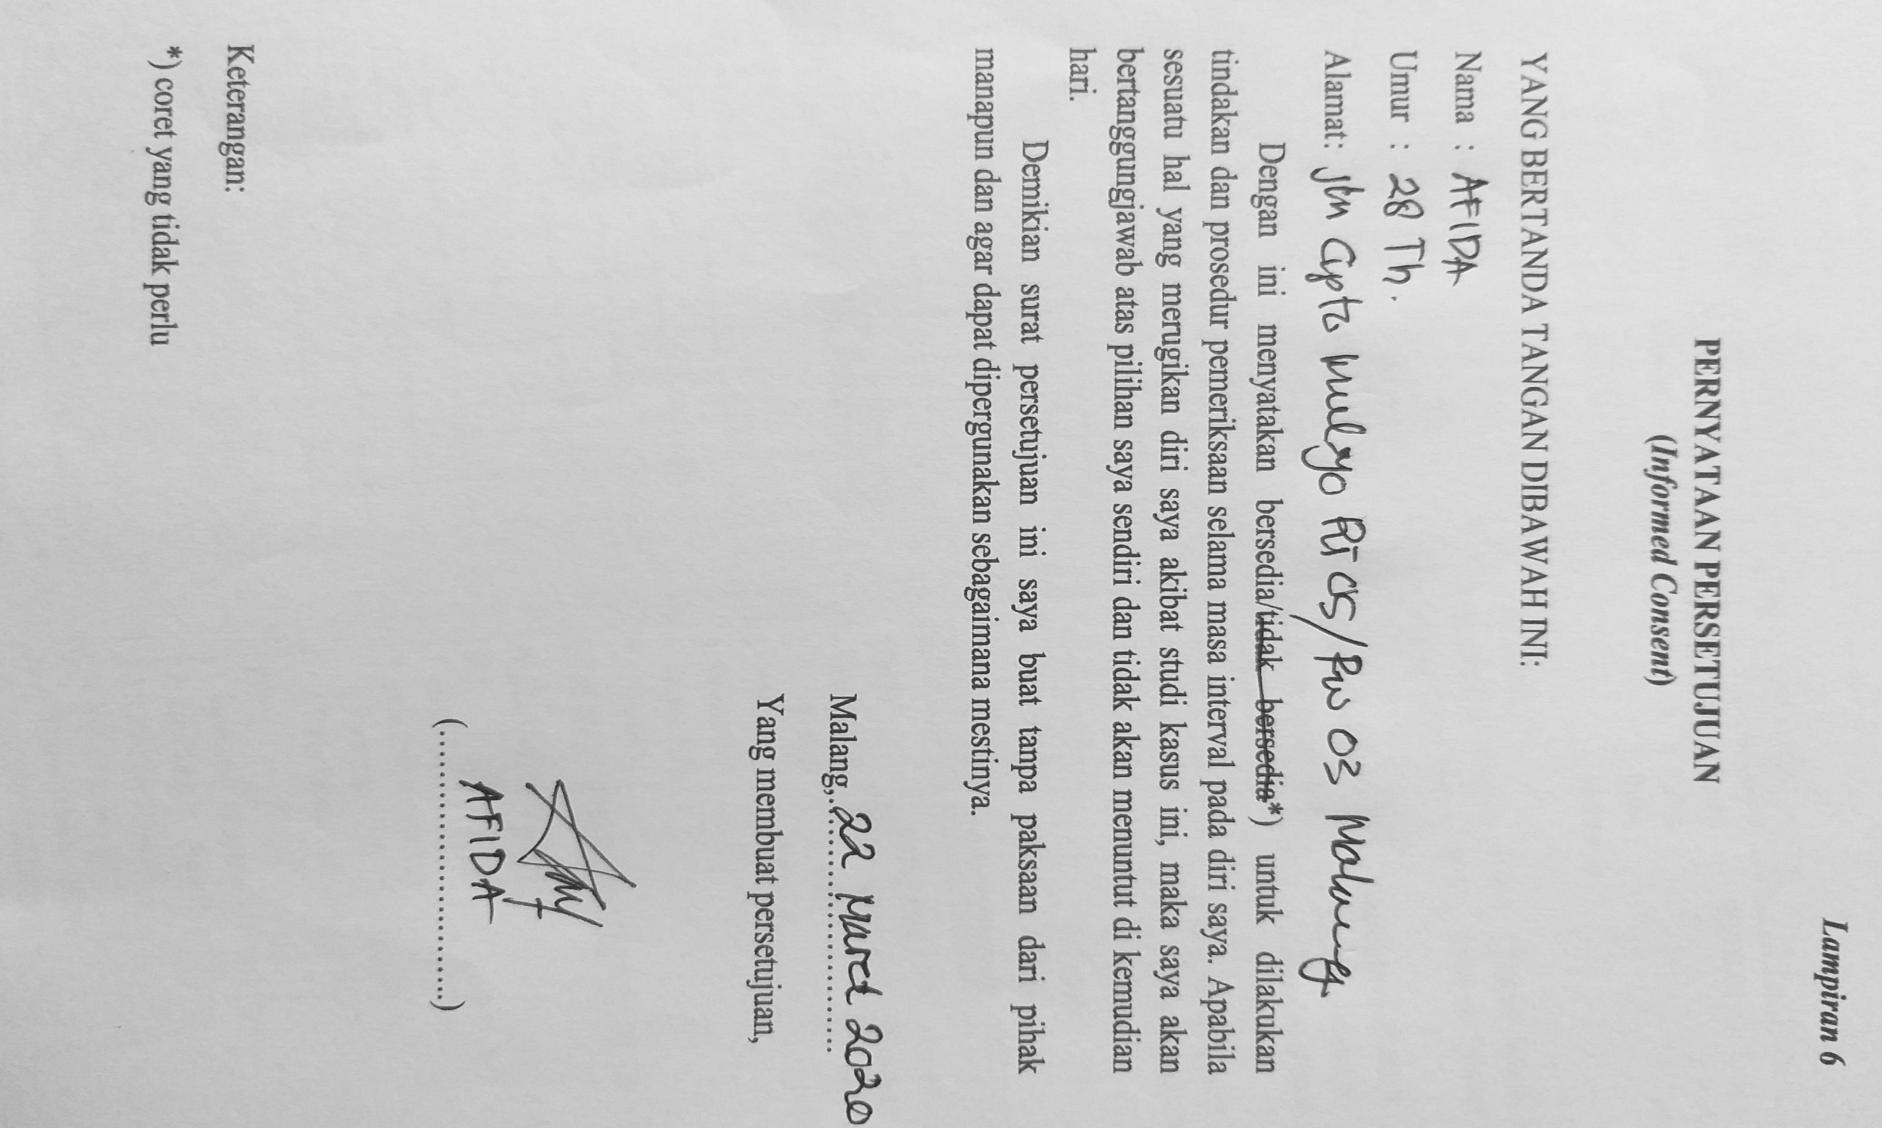 Lampiran 6
PERNYATAAN PERSETUJUAN
(Informed Consent)
YANG BERTANDA TANGAN DIBAWAH INI:
Nama : AFIDA
Umur : 28 Th.
Alamat: Jln Cipto Mulyo RT 05/RW 03 Malang
Dengan ini menyatakan bersedia/tidak bersedia*) untuk dilakukan
tindakan dan prosedur pemeriksaan selama masa interval pada diri saya. Apabila
sesuatu hal yang merugikan diri saya akibat studi kasus ini, maka saya akan
bertanggungjawab atas pilihan saya sendiri dan tidak akan menuntut di kemudian
hari.
Demikian surat persetujuan ini saya buat tanpa paksaan dari pihak
manapun dan agar dapat dipergunakan sebagaimana mestinya.
Malang, 22 Maret 2020
Yang membuat persetujuan,
AFIDA
(..............................)
Keterangan:
*) coret yang tidak perlu